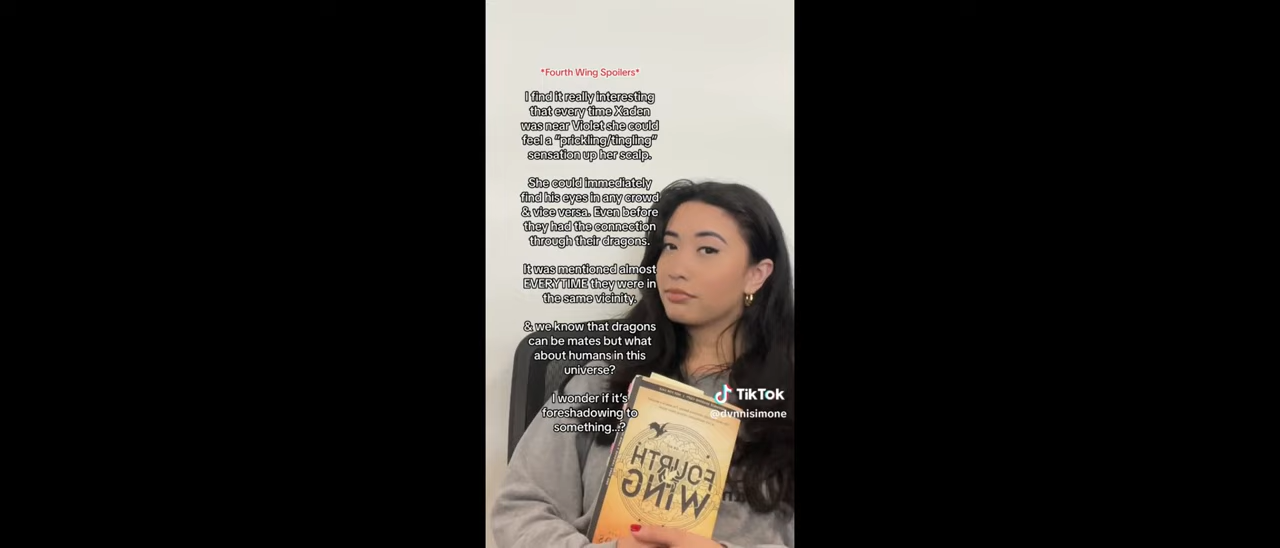 *Fourth Wing Spoilers*
I find it really interesting
that every time Xaden
was near Violet she could
feel a "prickling/tingling"
sensation up her scalp.
She could immediately
find his eyes in any crowd
& vice versa. Even before
they had the connection
through their dragons.
It was mentioned almost
EVERYTIME they were in
the same vicinity.
& we know that dragons
can be mates but what
about humans in this
universe?
I wonder if it's
foreshadowing to
something...?
TikTok
@dvnnisimone
FOURTH
WING